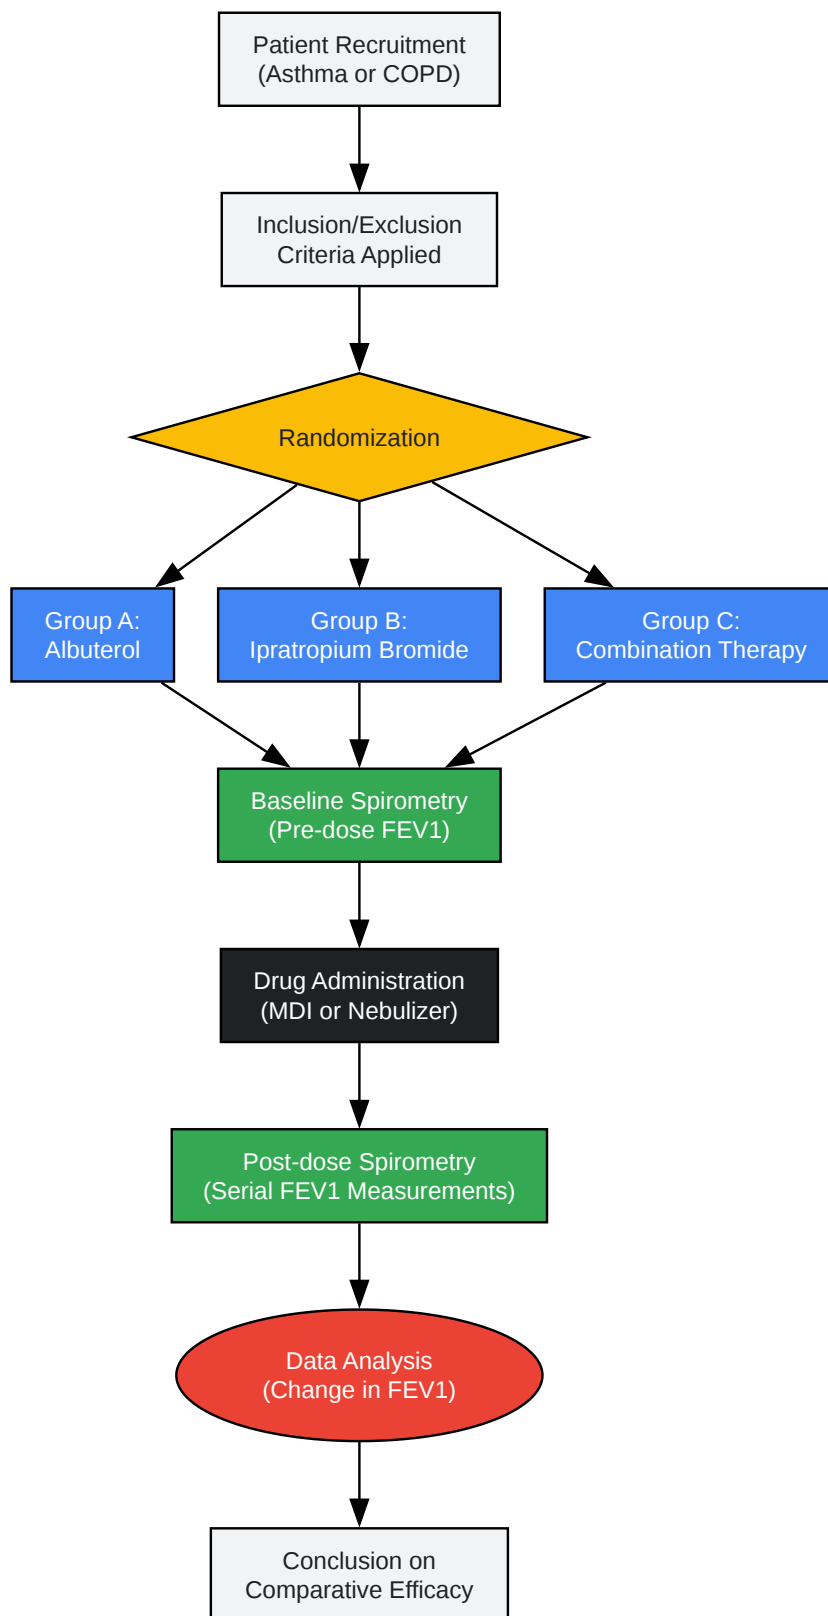 Patient Recruitment
(Asthma or COPD)
Inclusion/Exclusion
Criteria Applied
Randomization
Group A:
Albuterol
Group B:
Ipratropium Bromide
Group C:
Combination Therapy
Baseline Spirometry
(Pre-dose FEV1)
Drug Administration
(MDI or Nebulizer)
Post-dose Spirometry
(Serial FEV1 Measurements)
Data Analysis
(Change in FEV1)
Conclusion on
Comparative Efficacy